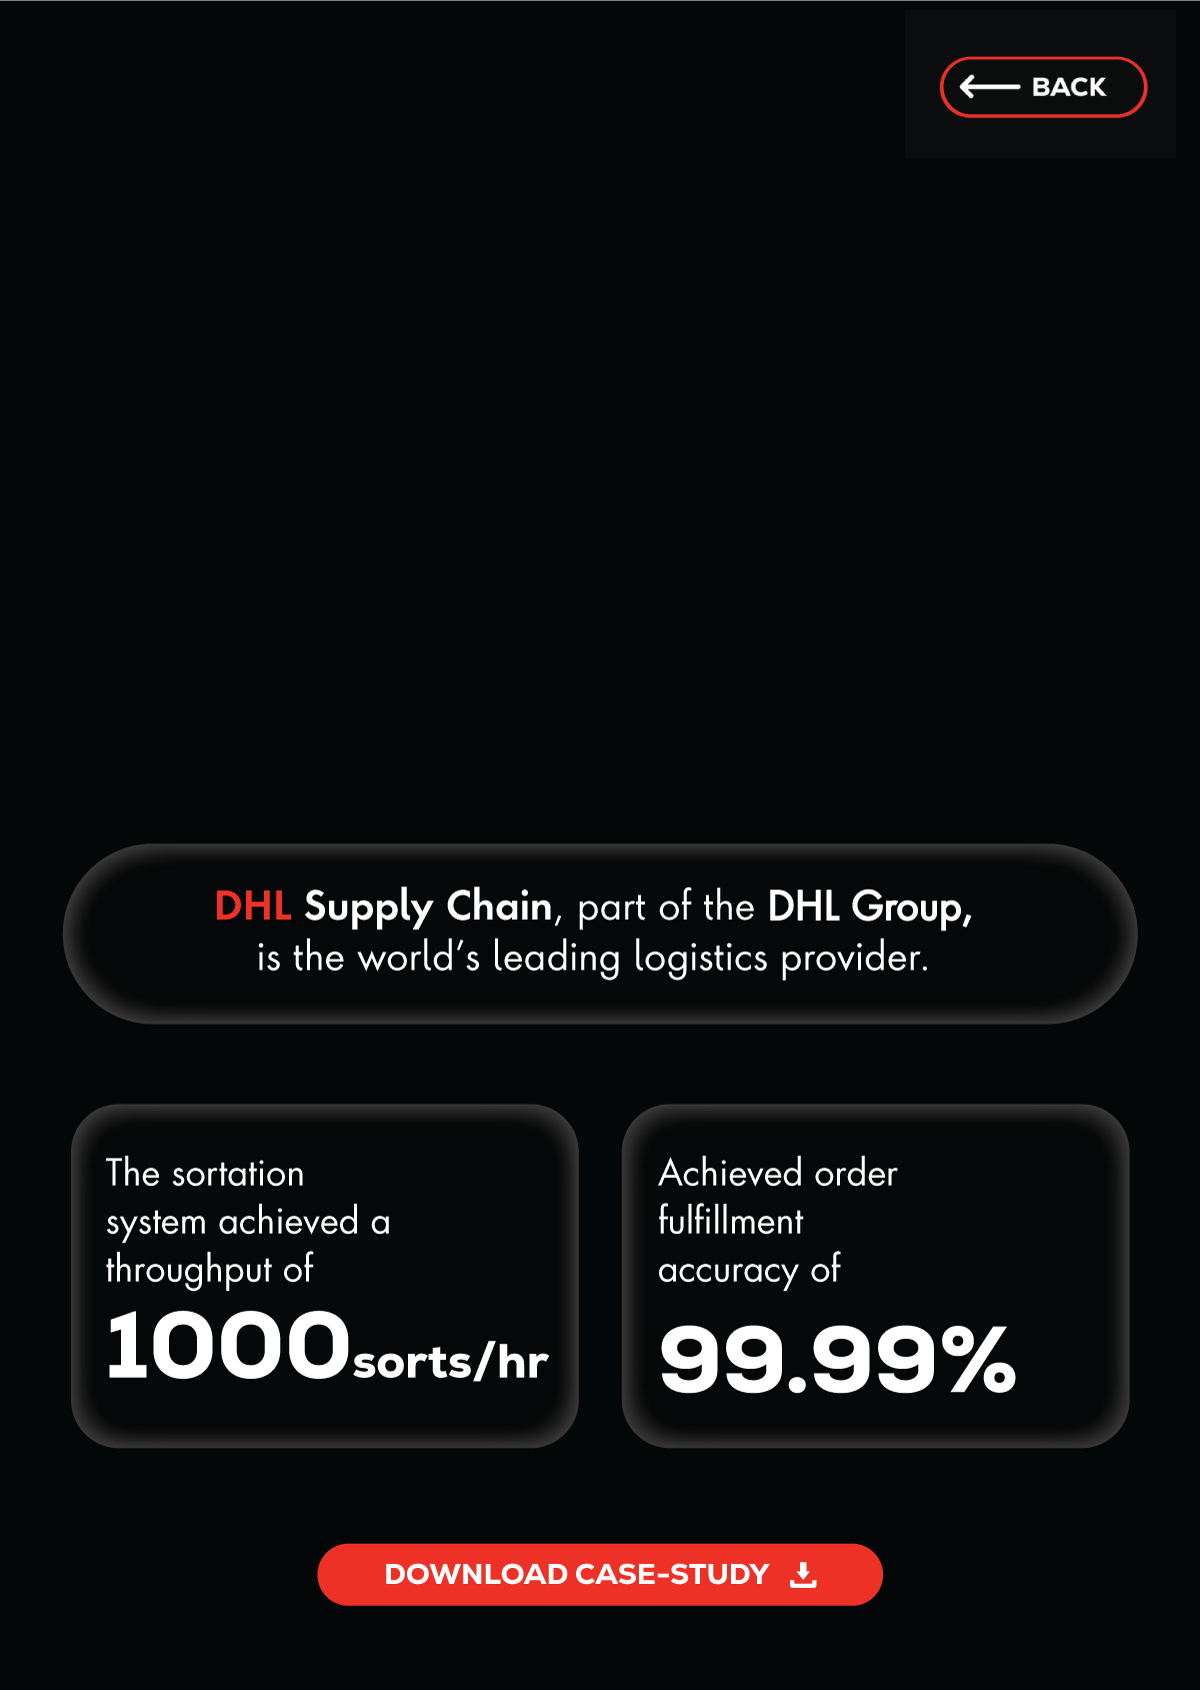 BACK
DHL Supply Chain, part of the DHL Group,
is the world’s leading logistics provider.
The sortation
system achieved a
throughput of
1000sorts/hr
Achieved order
fulfillment
accuracy of
99.99%
DOWNLOAD CASE-STUDY